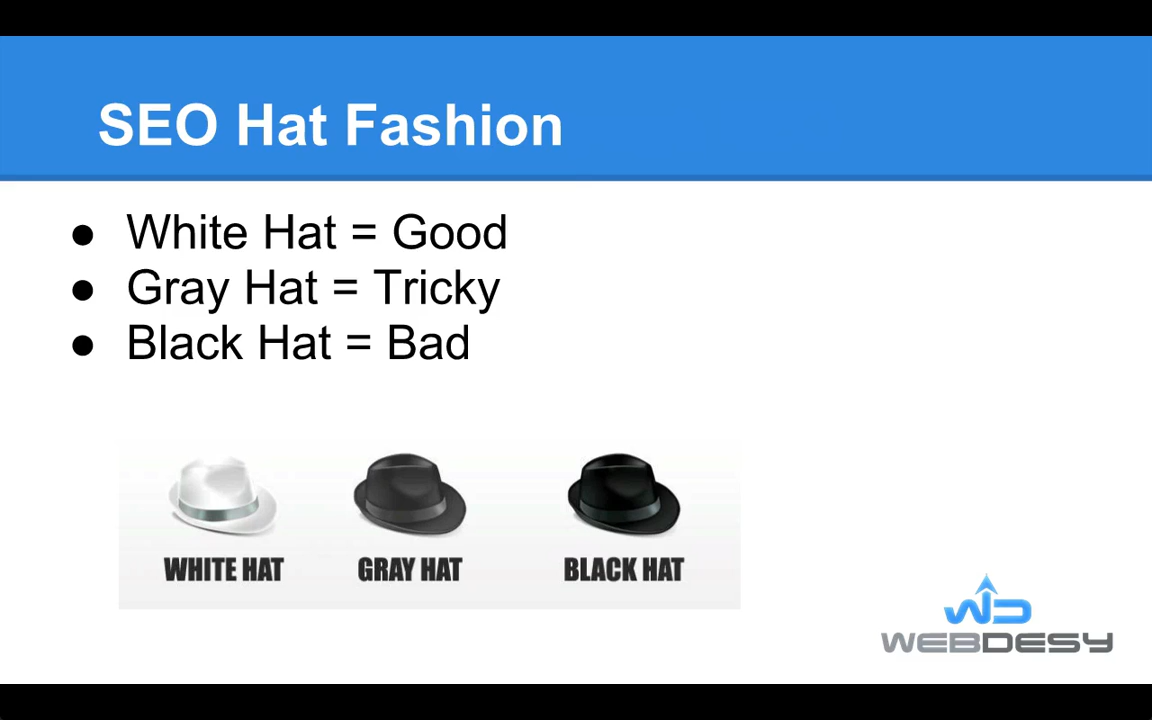 SEO Hat Fashion
● White Hat = Good
● Gray Hat = Tricky
● Black Hat = Bad
WHITE HAT GRAY HAT BLACK HAT
WD
WEBDESY